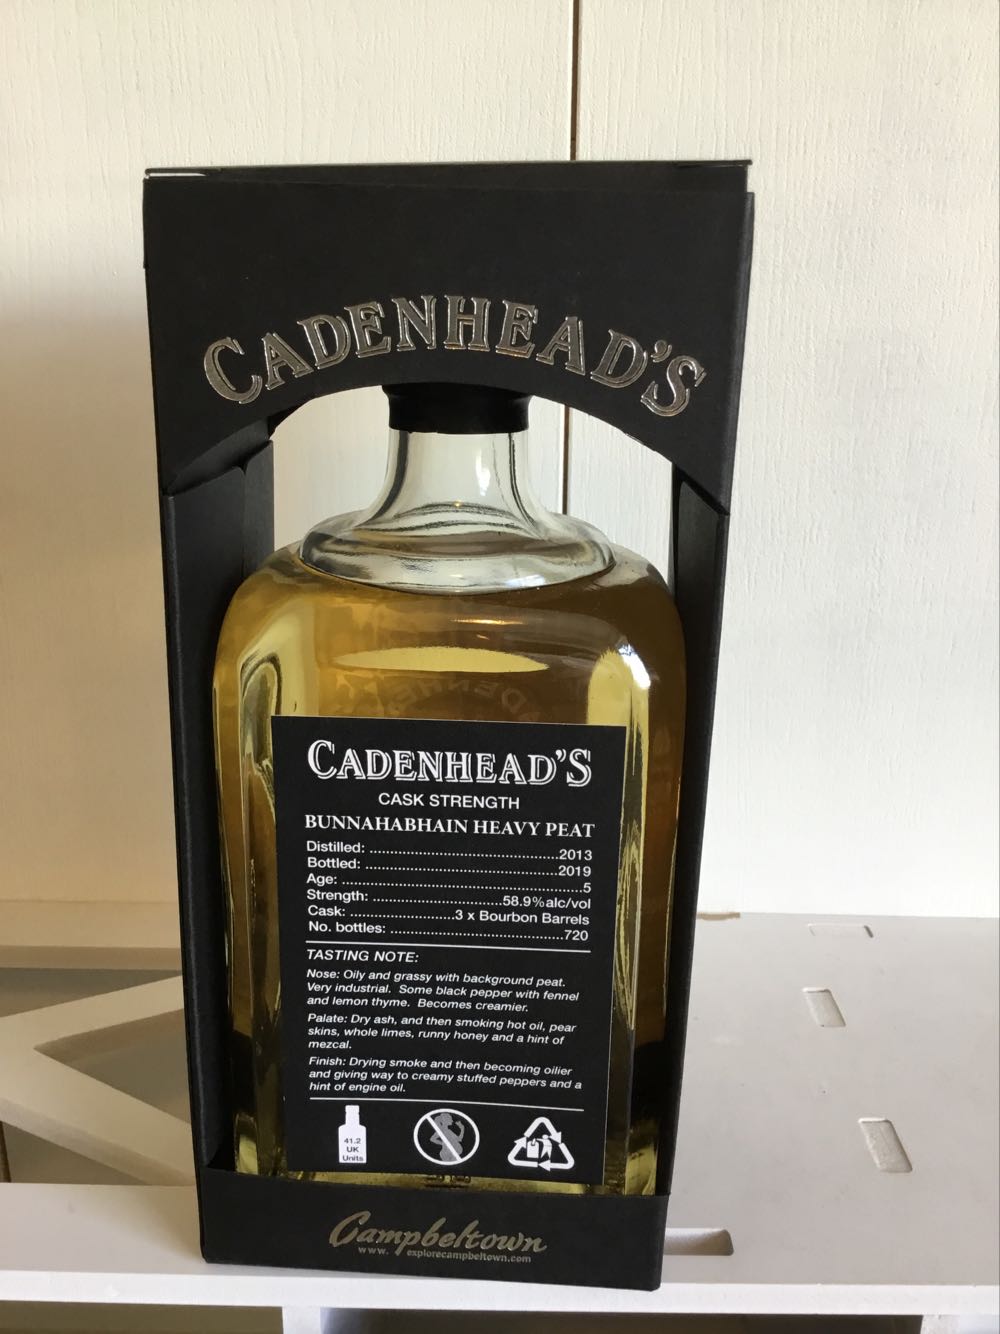 CADENHEAD'S
CADENHEAD'S
CASK STRENGTH
BUNNAHABHAIN HEAVY PEAT
Distilled: ..........................................................2013
Bottled: ............................................................2019
Age: .....................................................................5
Strength: .......................................58.9%alc/vol
Cask: .........................3 x Bourbon Barrels
No. bottles: .....................................................720
TASTING NOTE:
Nose: Oily and grassy with background peat.
Very industrial. Some black pepper with fennel
and lemon thyme. Becomes creamier.
Palate: Dry ash, and then smoking hot oil, pear
skins, whole limes, runny honey and a hint of
mezcal.
Finish: Drying smoke and then becoming oilier
and giving way to creamy stuffed peppers and a
hint of engine oil.
41.2
UK
Units
Campbeltown
www. explorecampbeltown.com